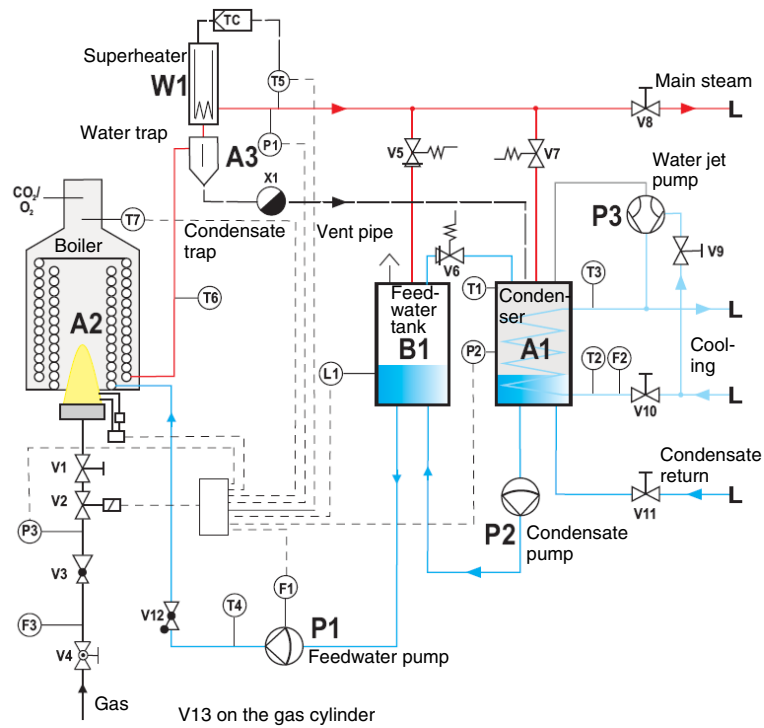 TC
Superheater
W1
T5
Main steam
L
V8
Water trap
P1
A3
V5
V7
Water jet
pump
X1
P3
CO2/
O2
T7
Condensate
trap
Vent pipe
V9
Boiler
V6
T6
T1
T3
Feed-
water
tank
Conden-
ser
L
A2
B1
P2
A1
Cool-
ing
L1
T2
F2
L
V10
V1
Condensate
return
V2
L
V11
P3
P2
Condensate
pump
V3
F1
V12
T4
P1
F3
Feedwater pump
V4
Gas
V13 on the gas cylinder